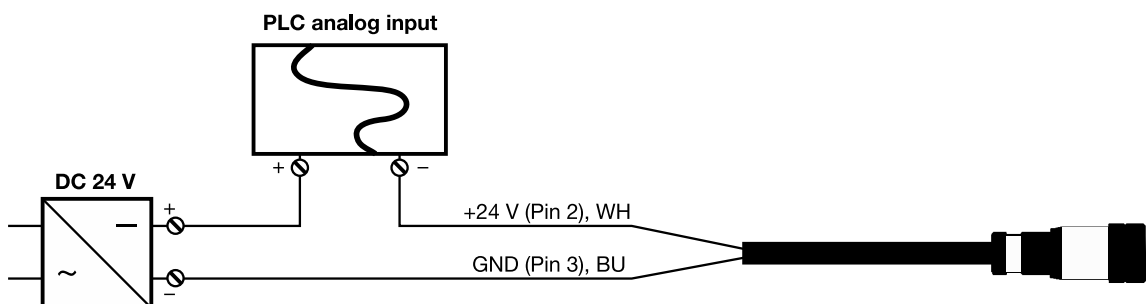 PLC analog input
+ −
DC 24 V
+
+24 V (Pin 2), WH
~
GND (Pin 3), BU
−